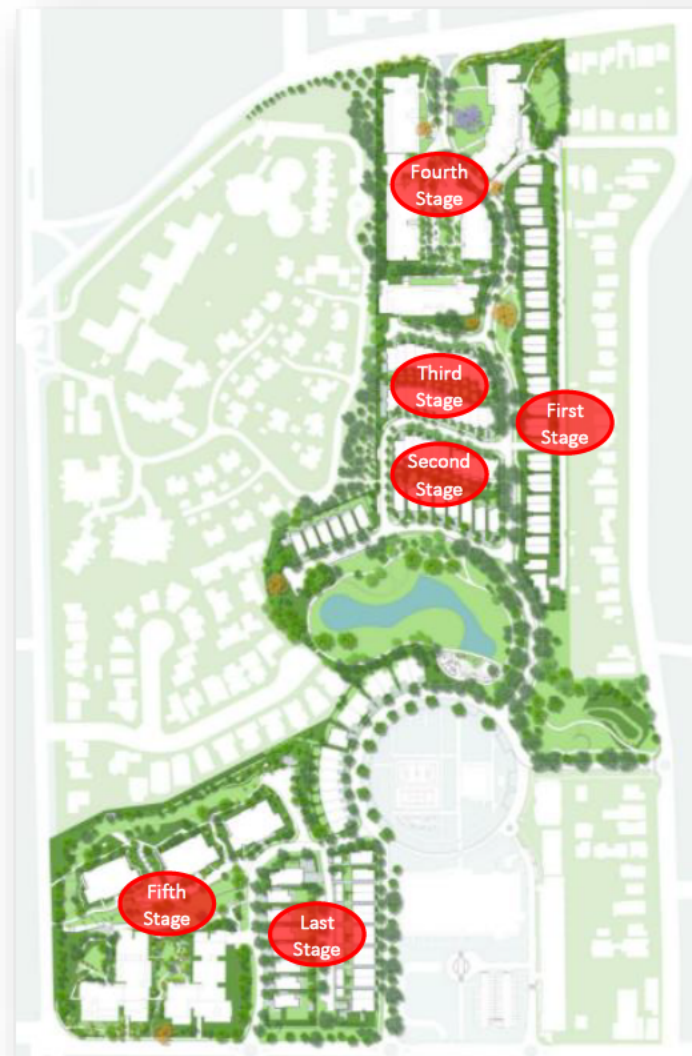 Fourth
Stage
Third
Stage
First
Stage
Second
Stage
Fifth
Stage
Last
Stage